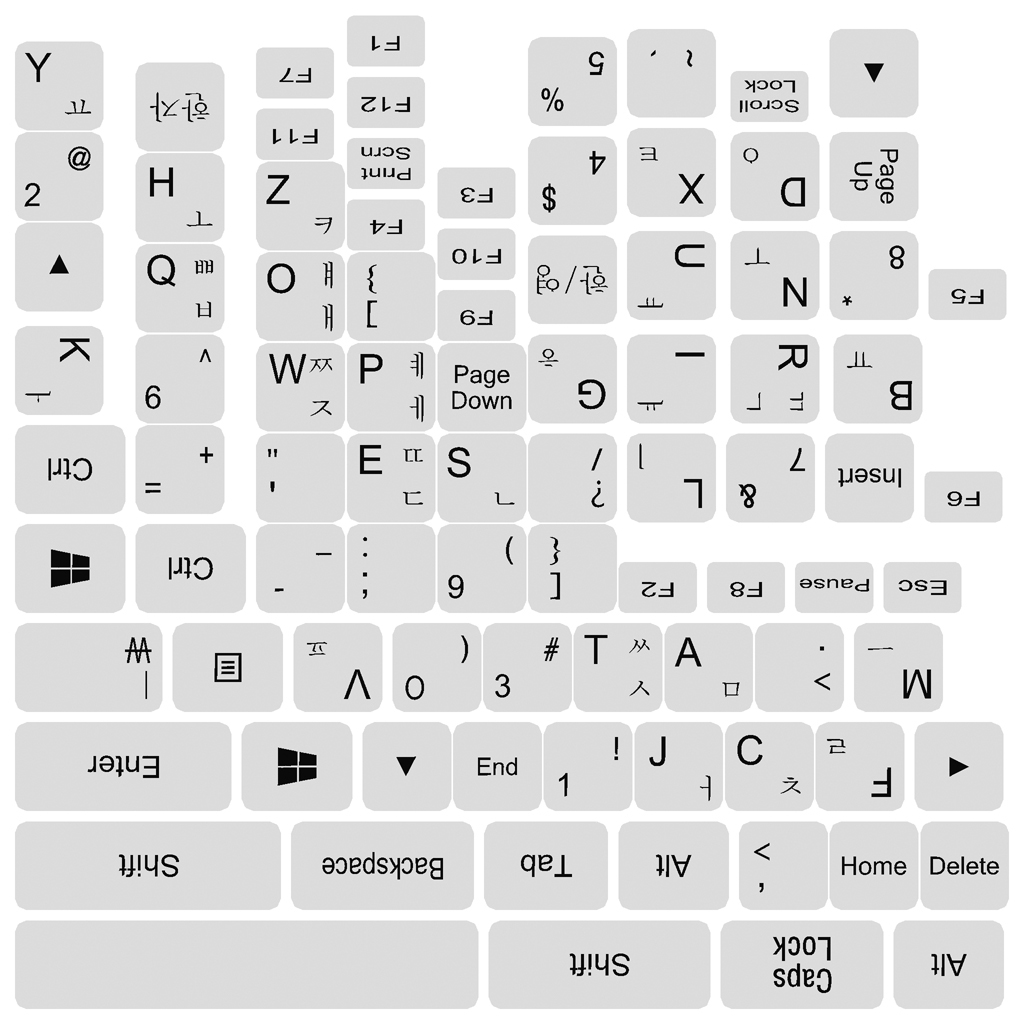 F1
Y ㅛ
F7
5 %
~ `
▼
한자
F12
Scroll
Lock
F11
2 @
H ㅗ
Z ㅋ
Print
Scrn
F3
4 $
X ㅌ
D ㅇ
Page
Up
F4
▲
Q ㅃ ㅂ
O ㅒ ㅐ
{ [
F10
F9
한/영
U ㅕ
N ㅜ
8 *
F5
K ㅏ
6 ^
W ㅉ ㅈ
P ㅖ ㅔ
Page
Down
G ㅎ
I ㅑ
R ㄲ ㄱ
B ㅠ
Ctrl
+ =
" '
E ㄸ ㄷ
S ㄴ
? /
L ㅣ
7 &
Insert
F6
Ctrl
_ -
: ;
( 9
} ]
F2
F8
Pause
Esc
₩ |
V ㅍ
) 0
# 3
T ㅆ ㅅ
A ㅁ
> .
M ㅡ
Enter
▼
End
! 1
J ㅓ
C ㅊ
F ㄹ
▶
Shift
Backspace
Tab
Alt
< ,
Home
Delete
Shift
Caps
Lock
Alt